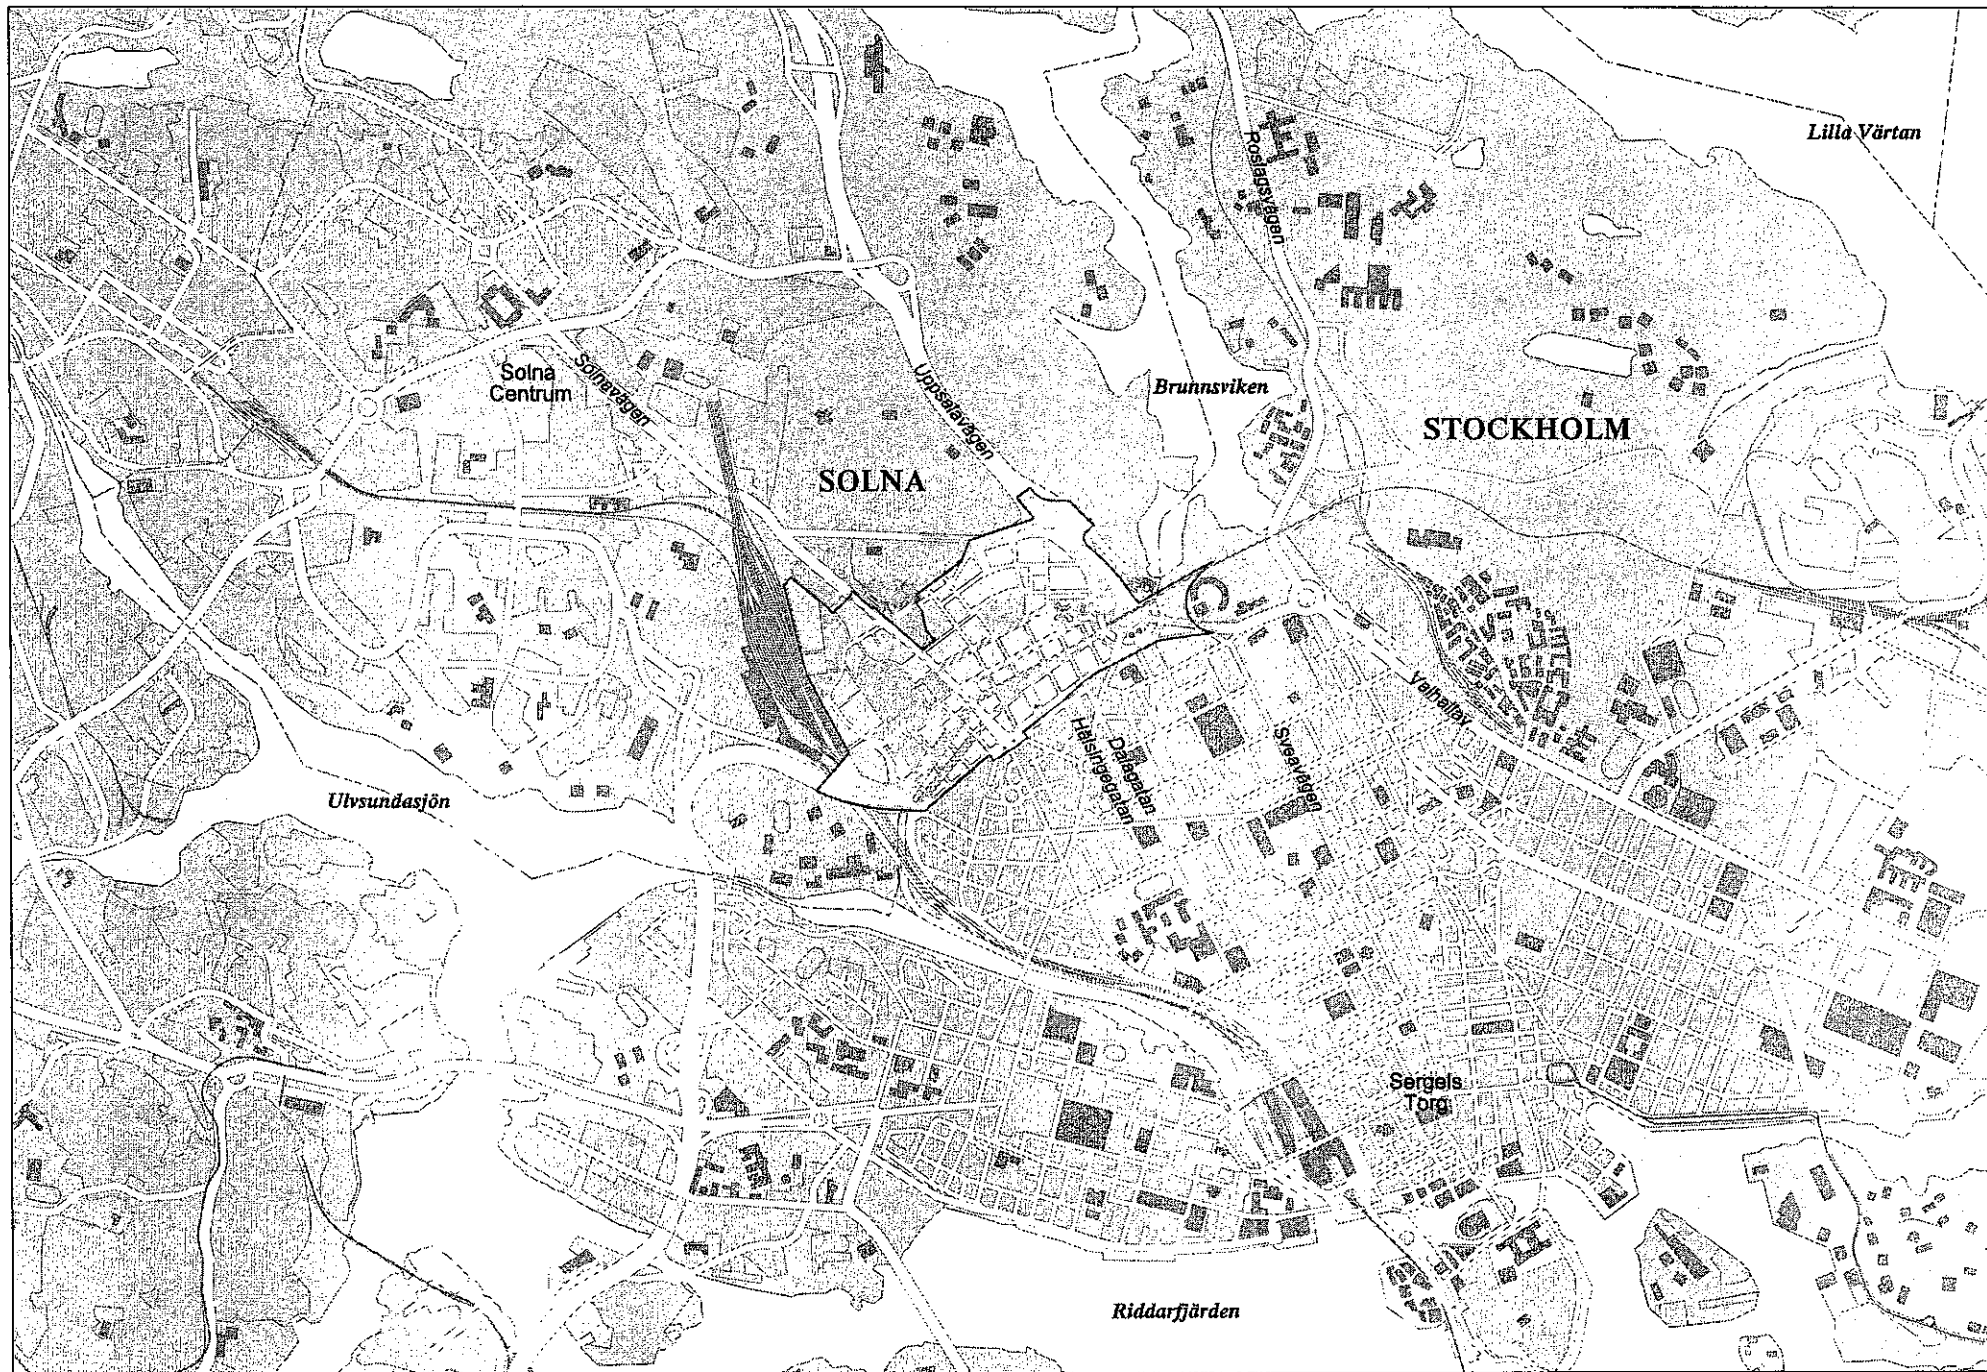 Lilla Värtan
Roslagsvägen
Solna
Centrum
Solnavägen
Uppsalavägen
Brunnsviken
STOCKHOLM
SOLNA
Valhallav
Ulvsundasjön
Hälsingegatan
Dalagatan
Sveavägen
Sergels
Torg
Riddarfjärden